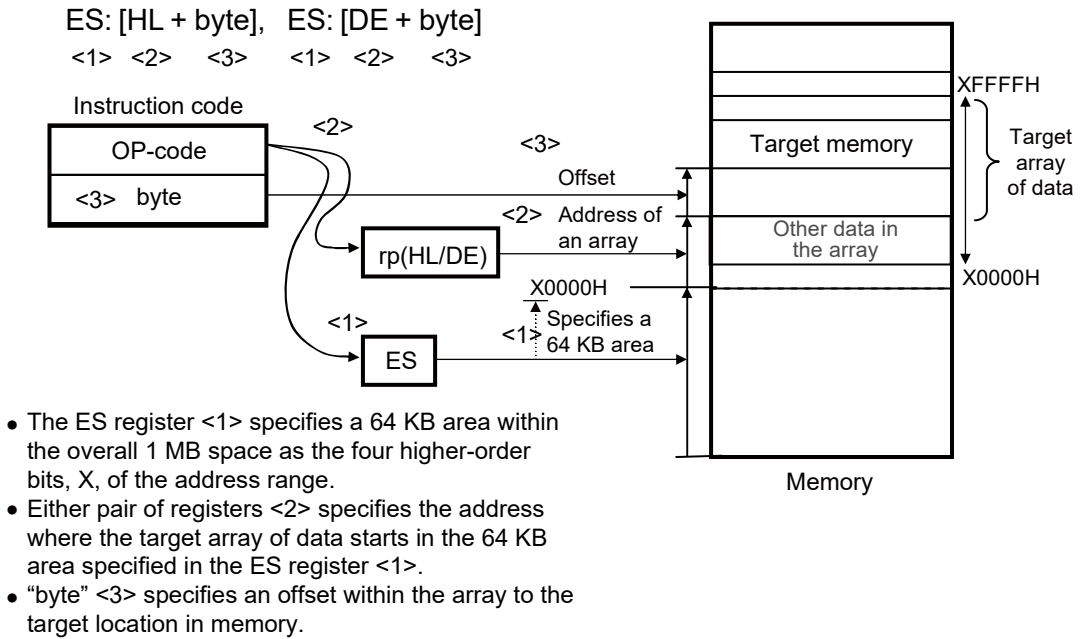 ES: [HL + byte], ES: [DE + byte]
<1> <2> <3> <1> <2> <3>
Instruction code
OP-code
<3> byte
<2>
<3>
Offset
<2> Address of
an array
rp(HL/DE)
X0000H
<1>
<1> Specifies a
64 KB area
ES
XFFFFH
Target memory
Target
array
of data
Other data in
the array
X0000H
Memory
• The ES register <1> specifies a 64 KB area within
the overall 1 MB space as the four higher-order
bits, X, of the address range.
• Either pair of registers <2> specifies the address
where the target array of data starts in the 64 KB
area specified in the ES register <1>.
• “byte” <3> specifies an offset within the array to the
target location in memory.